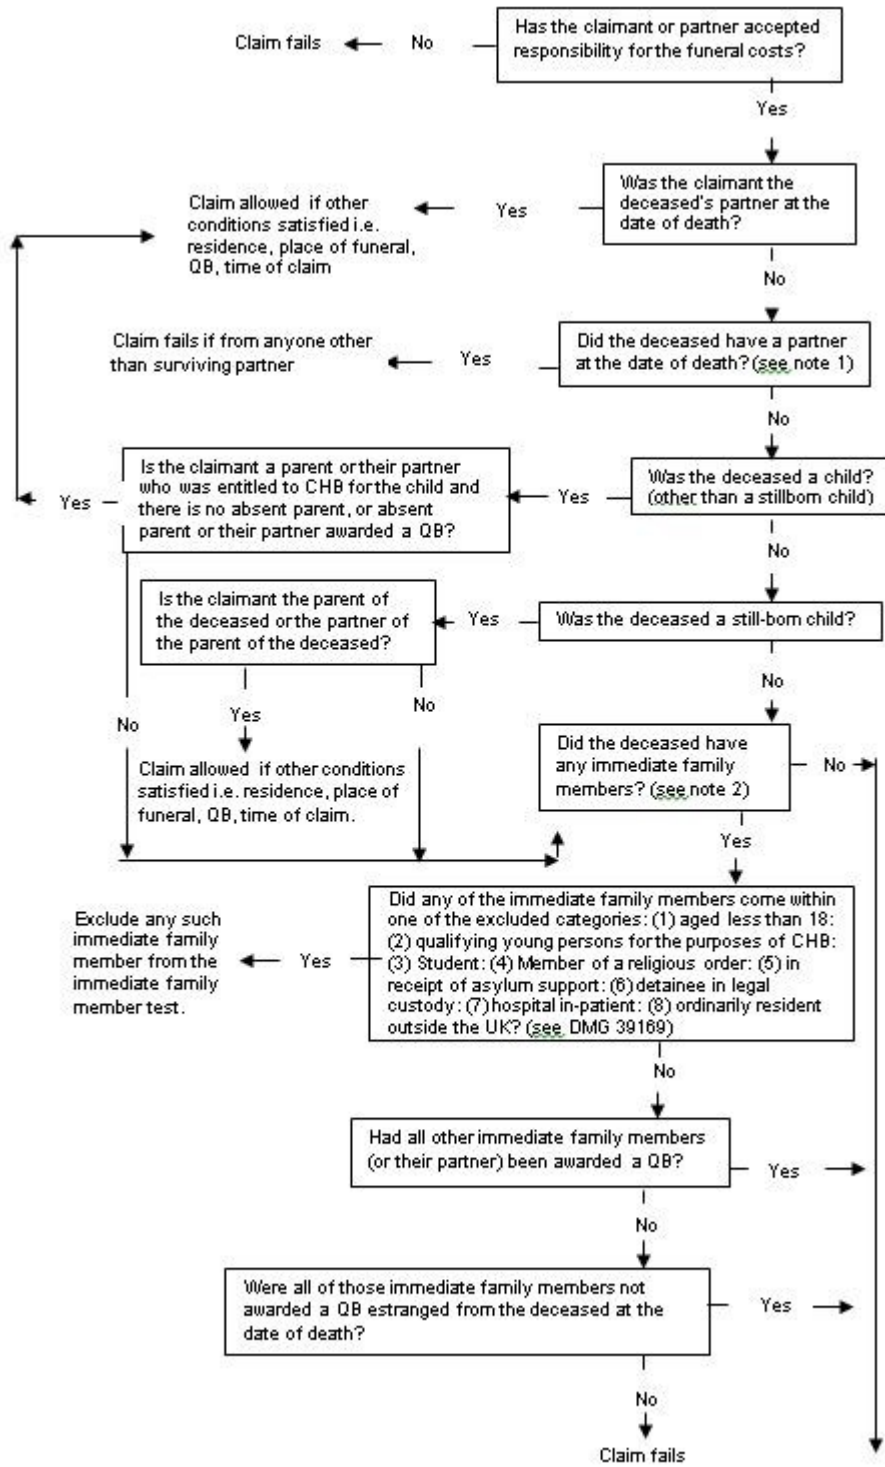 Has the claimant or partner accepted
responsibility for the funeral costs?
Claim fails
No
Yes
Was the claimant the
deceased's partner at the
date of death?
Yes
Claim allowed if other
conditions satisfied i.e.
residence, place of funeral,
QB, time of claim
No
Did the deceased have a partner
at the date of death? (see note 1)
Yes
Claim fails if from anyone other
than surviving partner
No
Was the deceased a child?
(other than a stillborn child)
Yes
Is the claimant a parent or their partner
who was entitled to CHB for the child and
there is no absent parent, or absent
parent or their partner awarded a QB?
Yes
No
Was the deceased a still-born child?
Yes
Is the claimant the parent of
the deceased or the partner of
the parent of the deceased?
No
Yes
No
No
Claim allowed if other conditions
satisfied i.e. residence, place of
funeral, QB, time of claim.
Did the deceased have
any immediate family
members? (see note 2)
No
Yes
Did any of the immediate family members come within
one of the excluded categories: (1) aged less than 18:
(2) qualifying young persons for the purposes of CHB:
(3) Student: (4) Member of a religious order: (5) in
receipt of asylum support: (6) detainee in legal
custody: (7) hospital in-patient: (8) ordinarily resident
outside the UK? (see DMG 39169)
Yes
Exclude any such
immediate family
member from the
immediate family
member test.
No
Had all other immediate family members
(or their partner) been awarded a QB?
Yes
No
Were all of those immediate family members not
awarded a QB estranged from the deceased at the
date of death?
Yes
No
Claim fails